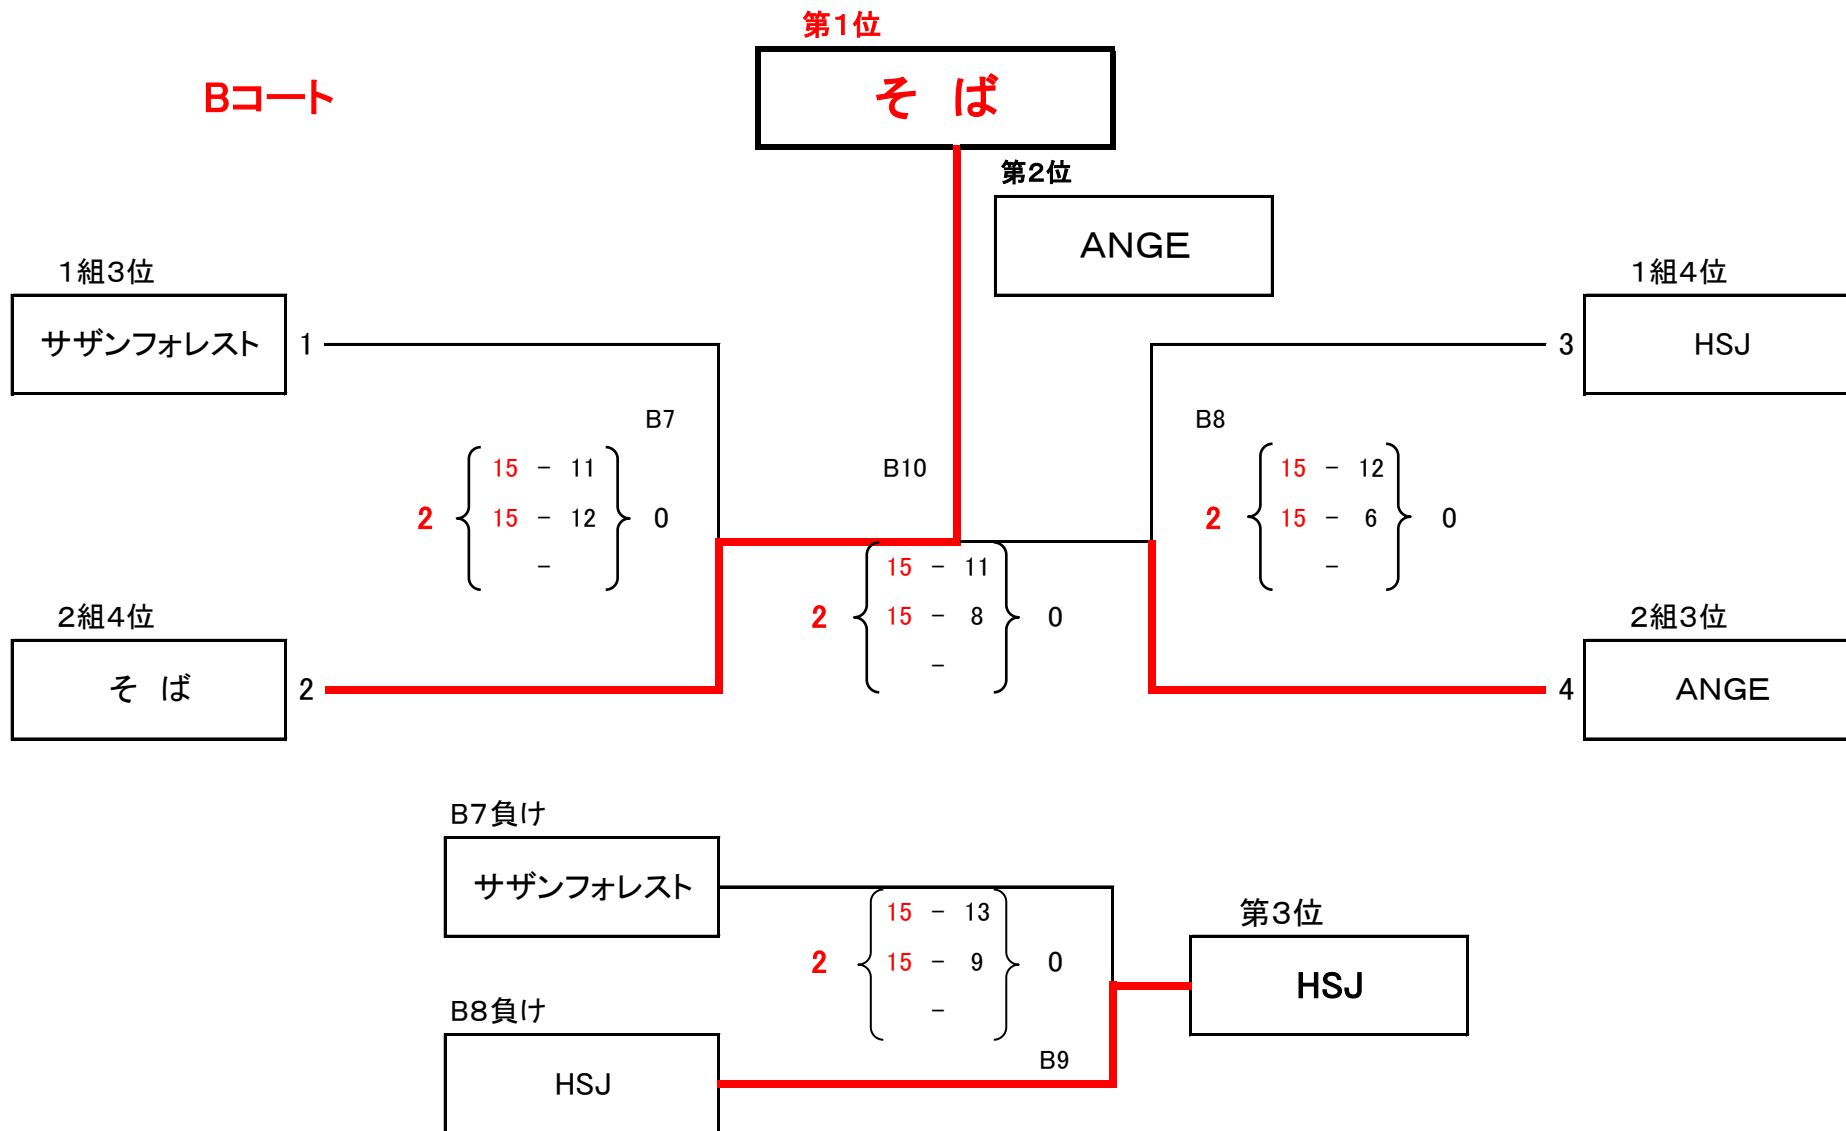 第1位
Bコート
そ ば
第2位
ANGE
1組3位
サザンフォレスト 1
1組4位
3 HSJ
B7
15 - 11
2 15 - 12 0
-
B10
B8
15 - 12
2 15 - 6 0
-
15 - 11
2 15 - 8 0
-
2組4位
そ ば 2
2組3位
4 ANGE
B7負け
サザンフォレスト
15 - 13
2 15 - 9 0
-
第3位
HSJ
B8負け
HSJ
B9